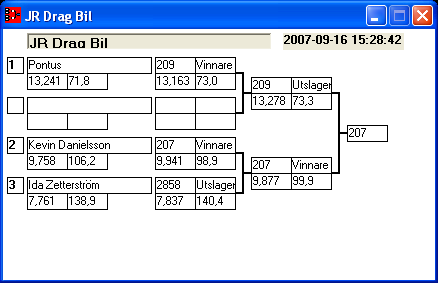 JR Drag Bil
JR Drag Bil 2007-09-16 15:28:42
1 Pontus 209 Vinnare
13,241 71,8 13,163 73,0
209 Utslagen
13,278 73,3
207
2 Kevin Danielsson 207 Vinnare
9,758 106,2 9,941 98,9
207 Vinnare
9,877 99,9
3 Ida Zetterström 2858 Utslagen
7,761 138,9 7,837 140,4